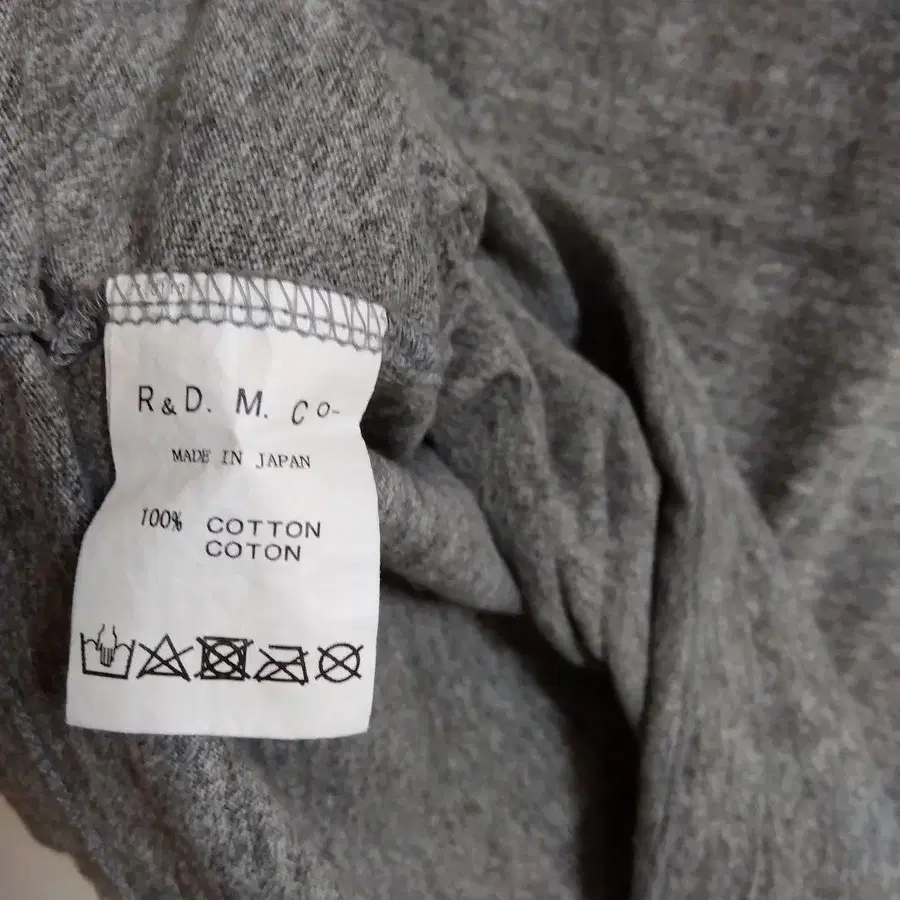 R&D. M. Co-
MADE IN JAPAN
100% COTTON
COTON